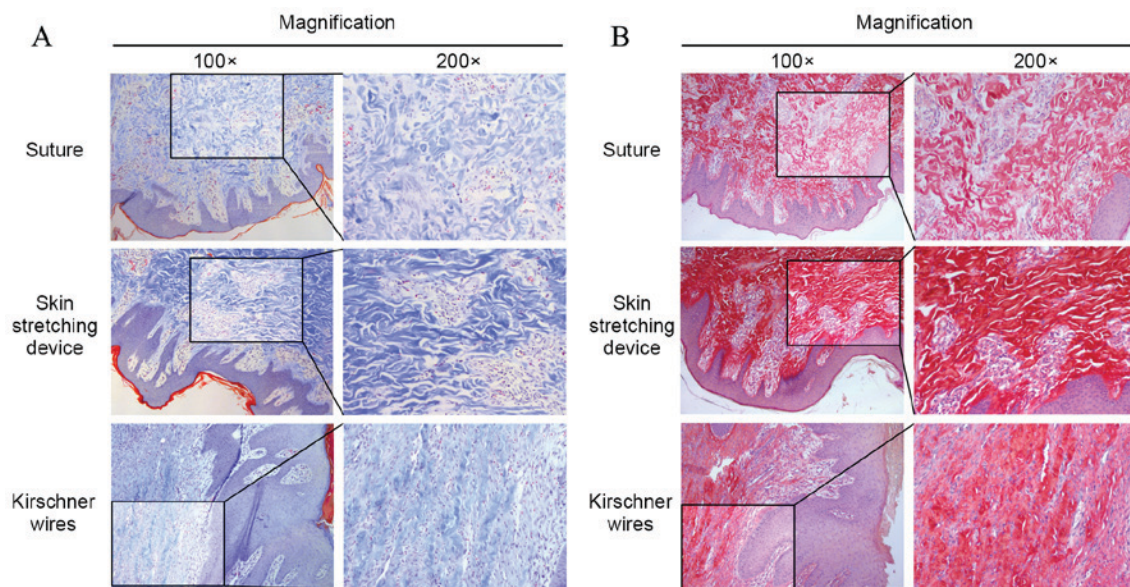 A
Magnification
100×
200×
Suture
Skin
stretching
device
Kirschner
wires
B
Magnification
100×
200×
Suture
Skin
stretching
device
Kirschner
wires